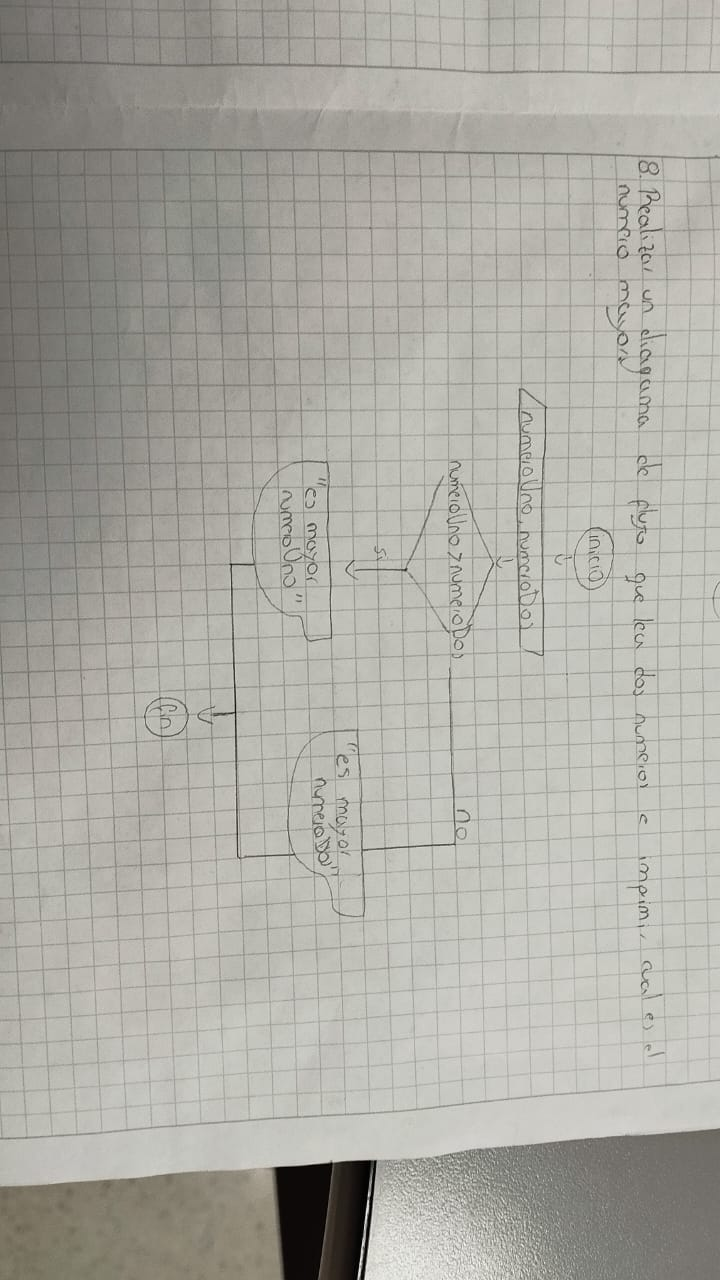 8. Realizar un diagama de flujo que lea dos numeros e imprimir cual es el
numero mayor
inicio
numeroUno, numeroDos
numeroUno > numeroDos
no
si
"es mayor
numeroUno"
"es mayor
numeroDos"
fin